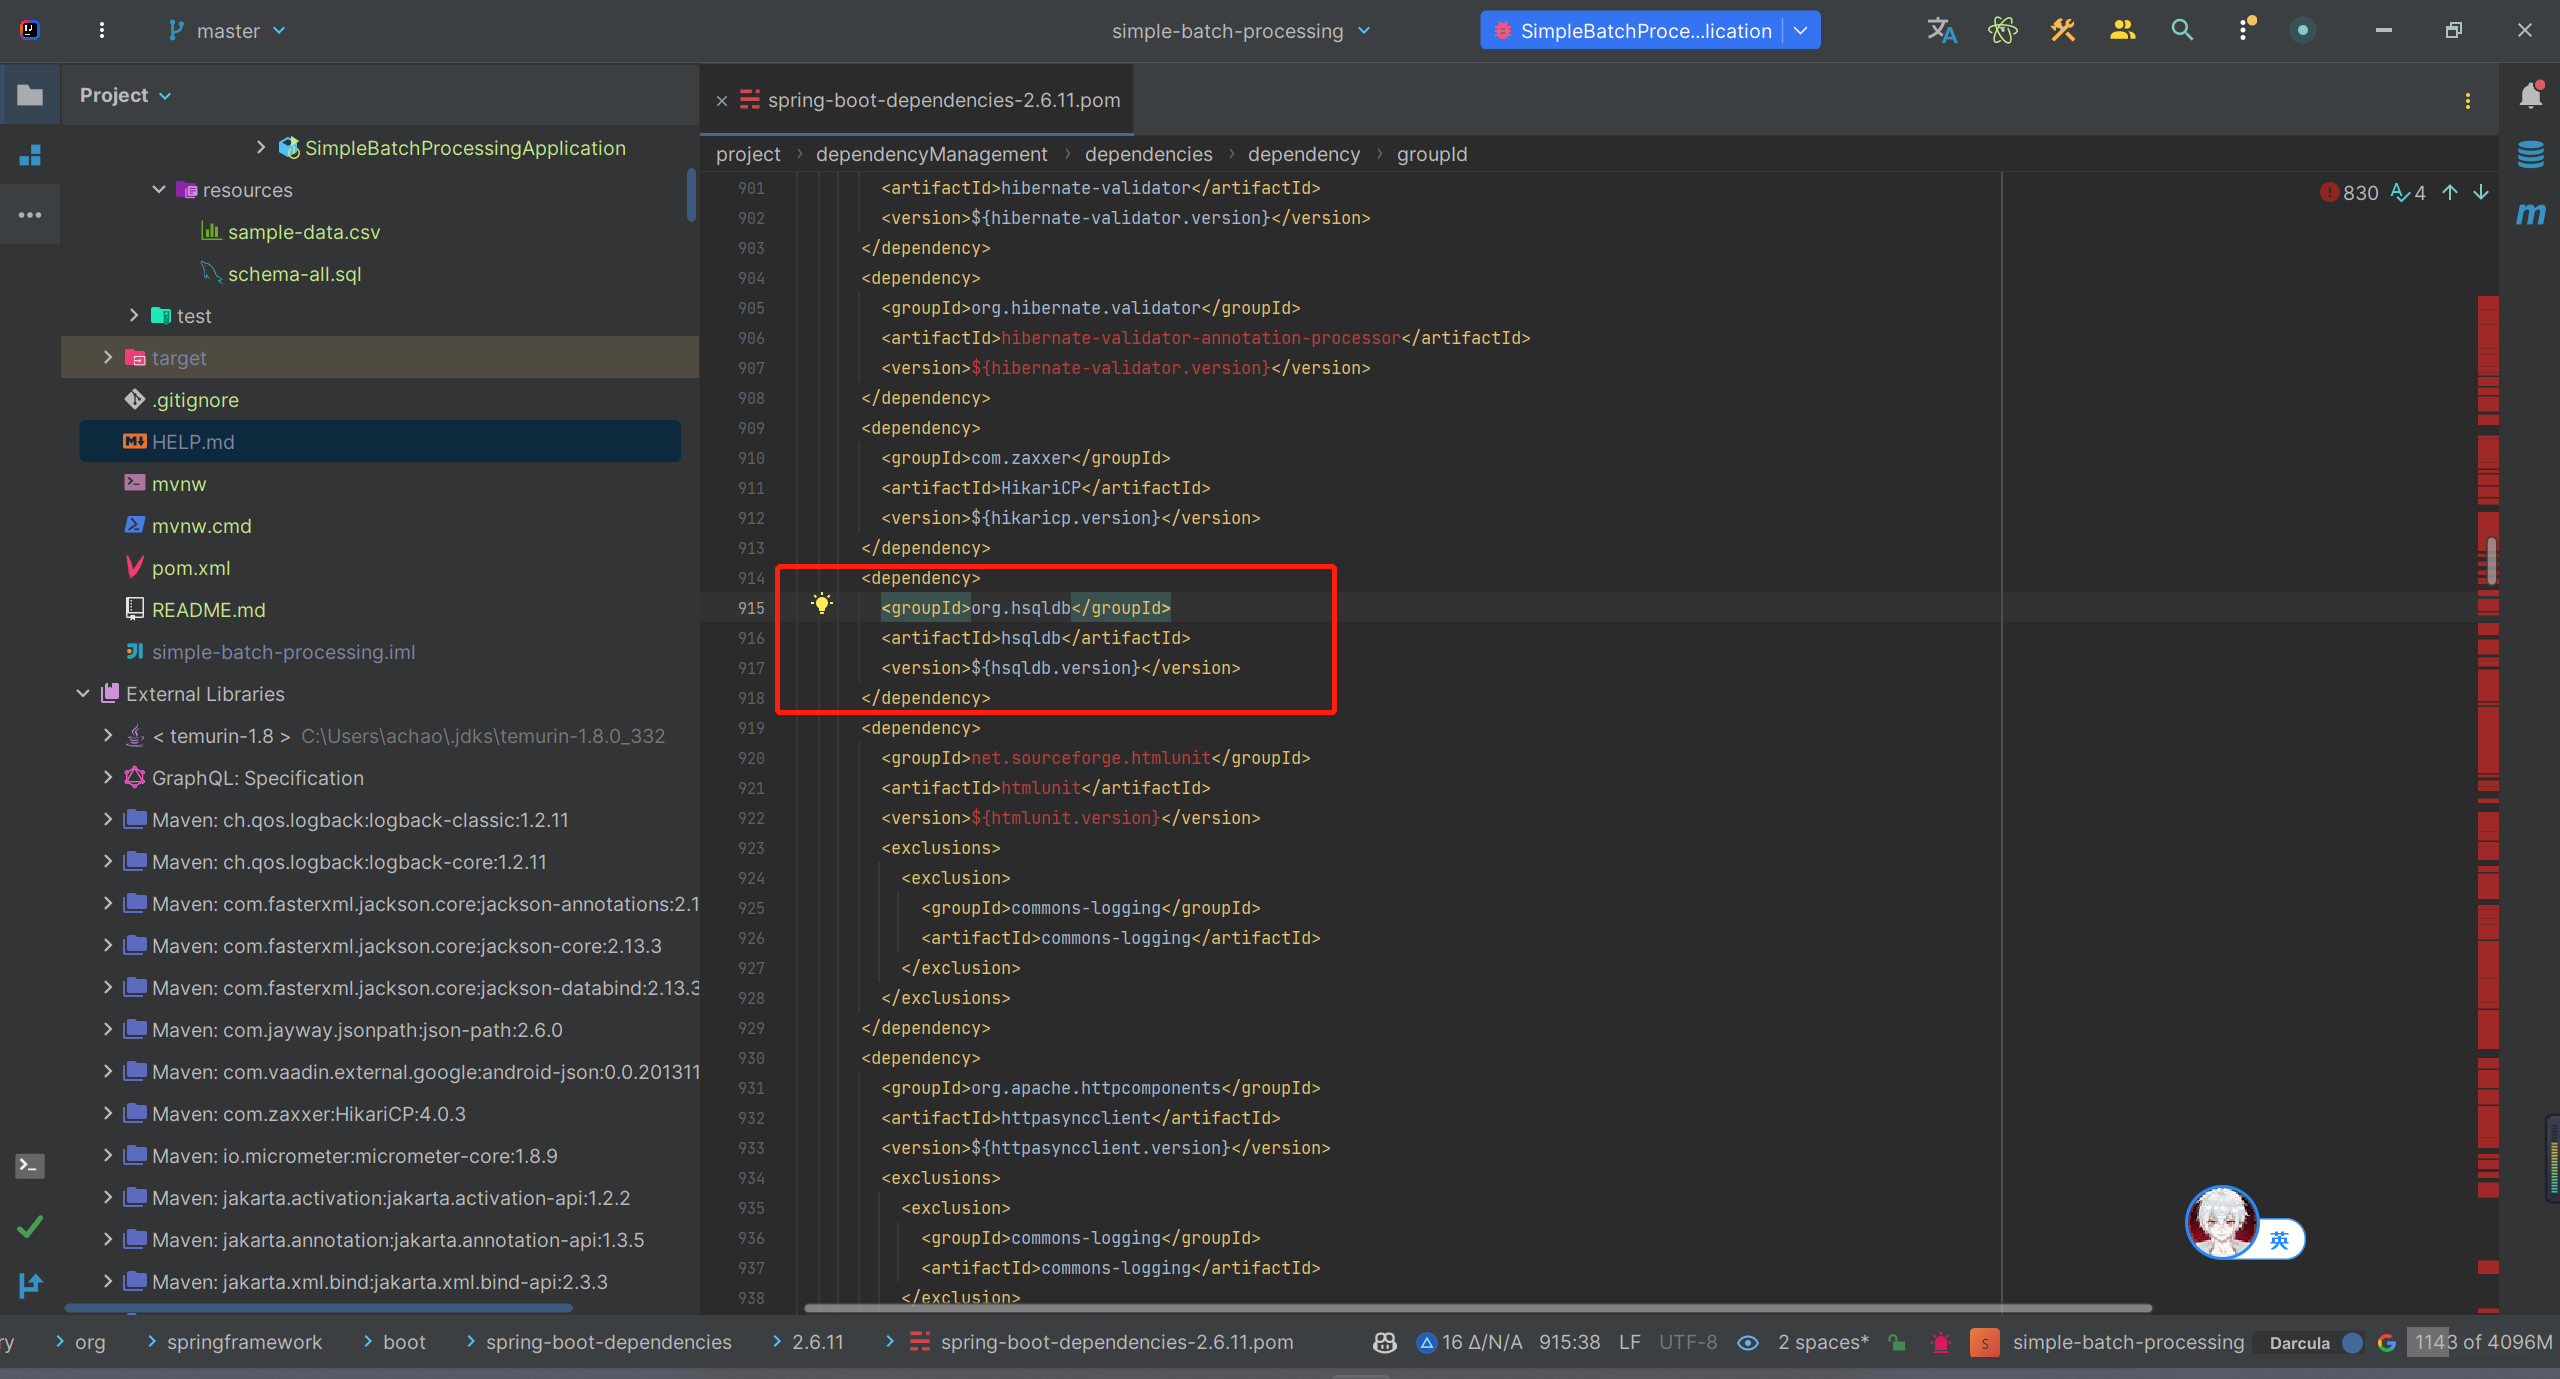 master
simple-batch-processing
SimpleBatchProce...lication
Project
SimpleBatchProcessingApplication
resources
sample-data.csv
schema-all.sql
test
target
.gitignore
HELP.md
mvnw
mvnw.cmd
pom.xml
README.md
simple-batch-processing.iml
External Libraries
< temurin-1.8 > C:\Users\achao\.jdks\temurin-1.8.0_332
GraphQL: Specification
Maven: ch.qos.logback:logback-classic:1.2.11
Maven: ch.qos.logback:logback-core:1.2.11
Maven: com.fasterxml.jackson.core:jackson-annotations:2.1
Maven: com.fasterxml.jackson.core:jackson-core:2.13.3
Maven: com.fasterxml.jackson.core:jackson-databind:2.13.3
Maven: com.jayway.jsonpath:json-path:2.6.0
Maven: com.vaadin.external.google:android-json:0.0.201311
Maven: com.zaxxer:HikariCP:4.0.3
Maven: io.micrometer:micrometer-core:1.8.9
Maven: jakarta.activation:jakarta.activation-api:1.2.2
Maven: jakarta.annotation:jakarta.annotation-api:1.3.5
Maven: jakarta.xml.bind:jakarta.xml.bind-api:2.3.3
spring-boot-dependencies-2.6.11.pom
project › dependencyManagement › dependencies › dependency › groupId
830 4
901 <artifactId>hibernate-validator</artifactId>
902 <version>${hibernate-validator.version}</version>
903 </dependency>
904 <dependency>
905 <groupId>org.hibernate.validator</groupId>
906 <artifactId>hibernate-validator-annotation-processor</artifactId>
907 <version>${hibernate-validator.version}</version>
908 </dependency>
909 <dependency>
910 <groupId>com.zaxxer</groupId>
911 <artifactId>HikariCP</artifactId>
912 <version>${hikaricp.version}</version>
913 </dependency>
914 <dependency>
915 <groupId>org.hsqldb</groupId>
916 <artifactId>hsqldb</artifactId>
917 <version>${hsqldb.version}</version>
918 </dependency>
919 <dependency>
920 <groupId>net.sourceforge.htmlunit</groupId>
921 <artifactId>htmlunit</artifactId>
922 <version>${htmlunit.version}</version>
923 <exclusions>
924 <exclusion>
925 <groupId>commons-logging</groupId>
926 <artifactId>commons-logging</artifactId>
927 </exclusion>
928 </exclusions>
929 </dependency>
930 <dependency>
931 <groupId>org.apache.httpcomponents</groupId>
932 <artifactId>httpasyncclient</artifactId>
933 <version>${httpasyncclient.version}</version>
934 <exclusions>
935 <exclusion>
936 <groupId>commons-logging</groupId>
937 <artifactId>commons-logging</artifactId>
938 </exclusion>
英
ry › org › springframework › boot › spring-boot-dependencies › 2.6.11 › spring-boot-dependencies-2.6.11.pom 16 Δ/N/A 915:38 LF UTF-8 2 spaces* S simple-batch-processing Darcula 1143 of 4096M